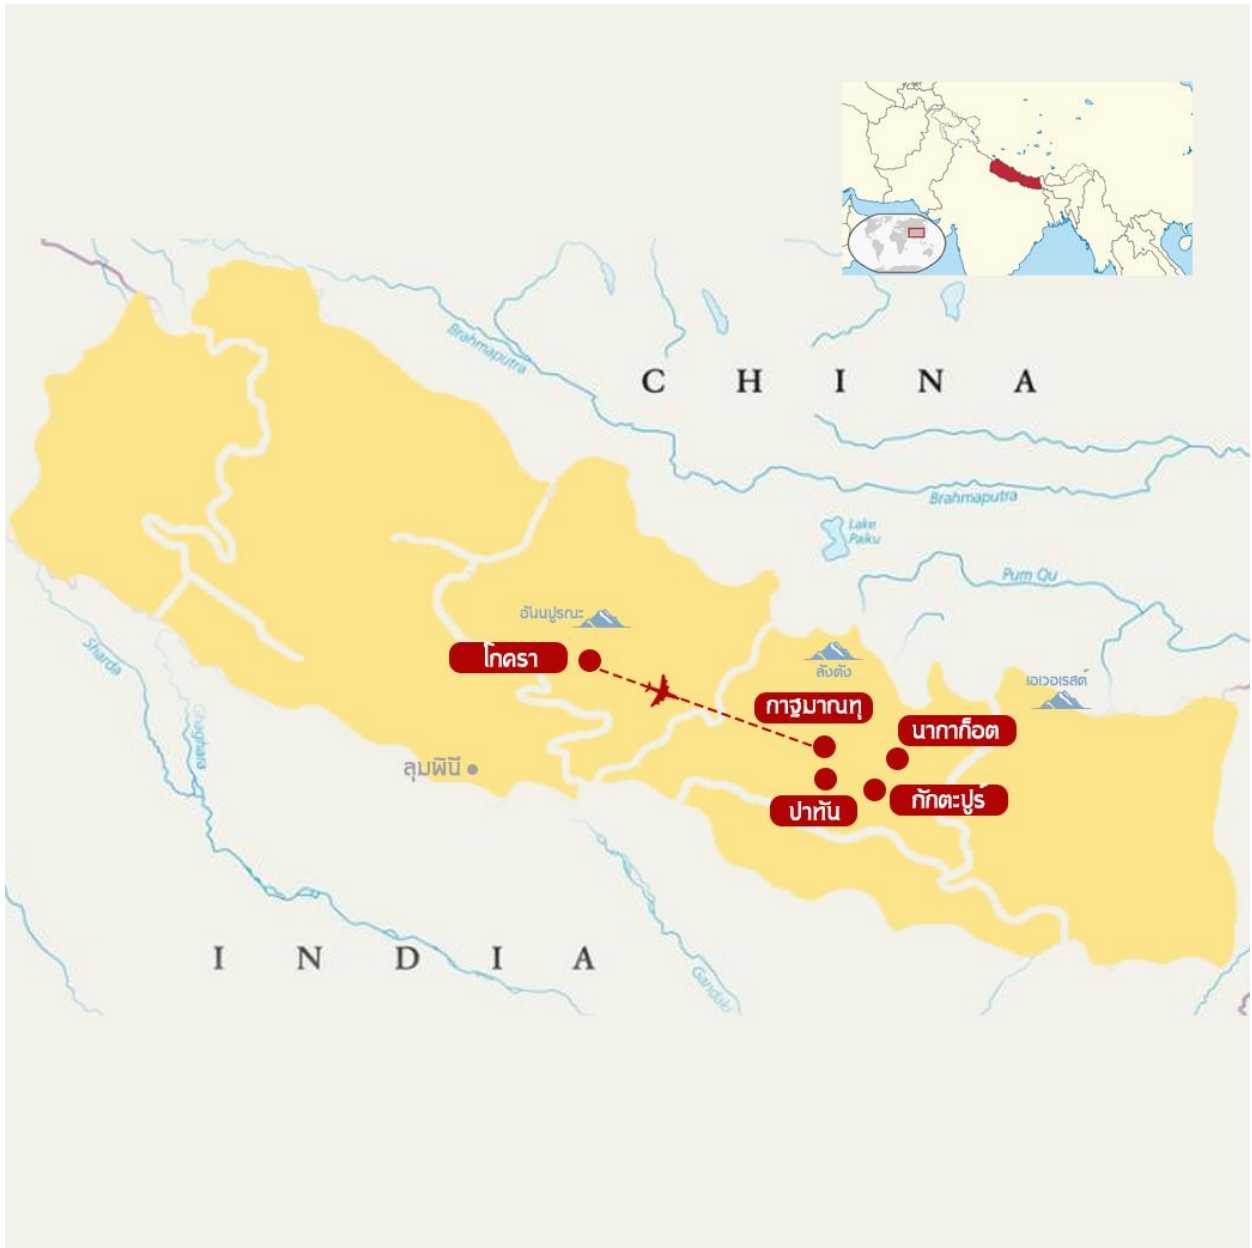 Brahmaputra
C H I N A
Brahmaputra
Lake
Paiku
Pum Qu
อันนปูรณะ
โกครา
ลังตัง
เอเวอเรสต์
กาฐมาณฑุ
นากาก็อต
Sharda
Ghaghara
ลุมพินี
ปาทัน
ภักตะปูร์
I N D I A
Gandaki